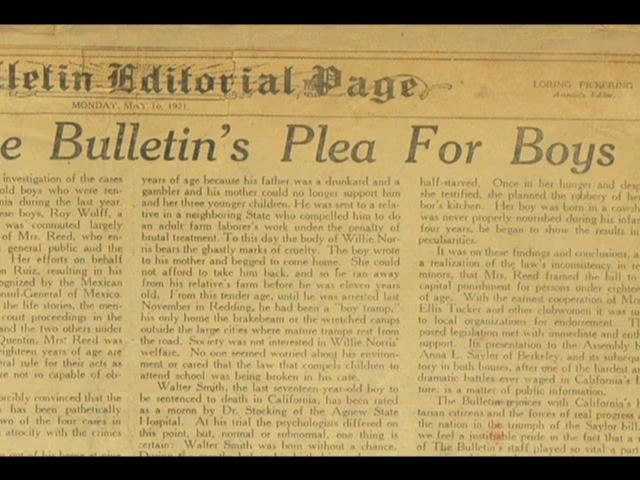 lletin Editorial Page
MONDAY, MAY 16, 1921.
LORING PICKERING
Associate Editor
e Bulletin's Plea For Boys
investigation of the cases
old boys who were sen-
nia during the last year.
ese boys, Roy Wolff, a
was commuted largely
of Mrs. Reed, who en-
general public and the
Her efforts on behalf
n Ruiz, resulting in his
ognized by the Mexican
onsul-General of Mexico.
the life stories, the men-
court proceedings in the
and the two others under
Quentin, Mrs. Reed was
eighteen years of age are
eral rule for their acts as
re not so capable of ob-
orcibly convinced that the
has been pathetically
two of the four cases in
atrocity with the crimes
years of age because his father was a drunkard and a
gambler and his mother could no longer support him
and her three younger children. He was sent to a rela-
tive in a neighboring State who compelled him to do
an adult farm laborer's work under the penalty of
brutal treatment. To this day the body of Willie Nor-
ris bears the ghastly marks of cruelty. The boy wrote
to his mother and begged to come home. She could
not afford to take him back, and so he ran away
from his relative's farm before he was eleven years
old. From this tender age, until he was arrested last
November in Redding, he had been a "boy tramp,"
his only home the brakebeam or the wretched camps
outside the large cities where mature tramps rest from
the road. Society was not interested in Willie Norris'
welfare. No one seemed worried about his environ-
ment or cared that the law that compels children to
attend school was being broken in his case.
Walter Smith, the last seventeen-year-old boy to
be sentenced to death in California, has been rated
as a moron by Dr. Stocking of the Agnew State
Hospital. At his trial the psychologists differed on
this point, but, normal or subnormal, one thing is
certain: Walter Smith was born without a chance.
half-starved. Once in her hunger and des
she testified, she planned the robbery of her
bor's kitchen. Her boy was born in a cowsh
was never properly nourished during his infan
four years, he began to show the results in
peculiarities.
It was on these findings and conclusions, a
a realization of the law's inconsistency in re
minors, that Mrs. Reed framed the bill
capital punishment for persons under eighteen
of age. With the earnest cooperation of Mr
Ellis Tucker and other clubwomen it was su
to local organizations for endorsement. T
posed legislation met with immediate and enth
support. Its presentation to the Assembly b
Anna L. Saylor of Berkeley, and its subsequ
tory in both houses, after one of the hardest an
dramatic battles ever waged in California's l
ture, is a matter of public information.
The Bulletin rejoices with California's h
tarian citizens and the forces of real progress
the nation in the triumph of the Saylor bill.
we feel a justifiable pride in the fact that a m
of The Bulletin's staff played so vital a part